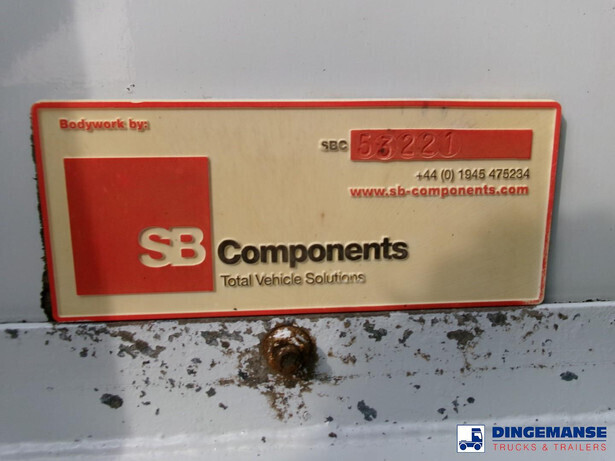 Bodywork by:
SBC 53221
+44 (0) 1945 475234
www.sb-components.com
SB Components
Total Vehicle Solutions
DINGEMANSE
TRUCKS & TRAILERS